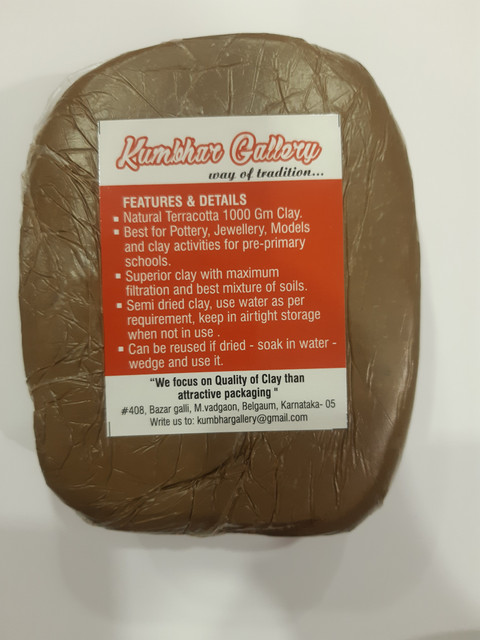 Kumbhar Gallery
way of tradition...
FEATURES & DETAILS
Natural Terracotta 1000 Gm Clay.
Best for Pottery, Jewellery, Models
and clay activities for pre-primary
schools.
Superior clay with maximum
filtration and best mixture of soils.
Semi dried clay, use water as per
requirement, keep in airtight storage
when not in use .
Can be reused if dried - soak in water -
wedge and use it.
"We focus on Quality of Clay than
attractive packaging "
#408, Bazar galli, M.vadgaon, Belgaum, Karnataka- 05
Write us to: kumbhargallery@gmail.com